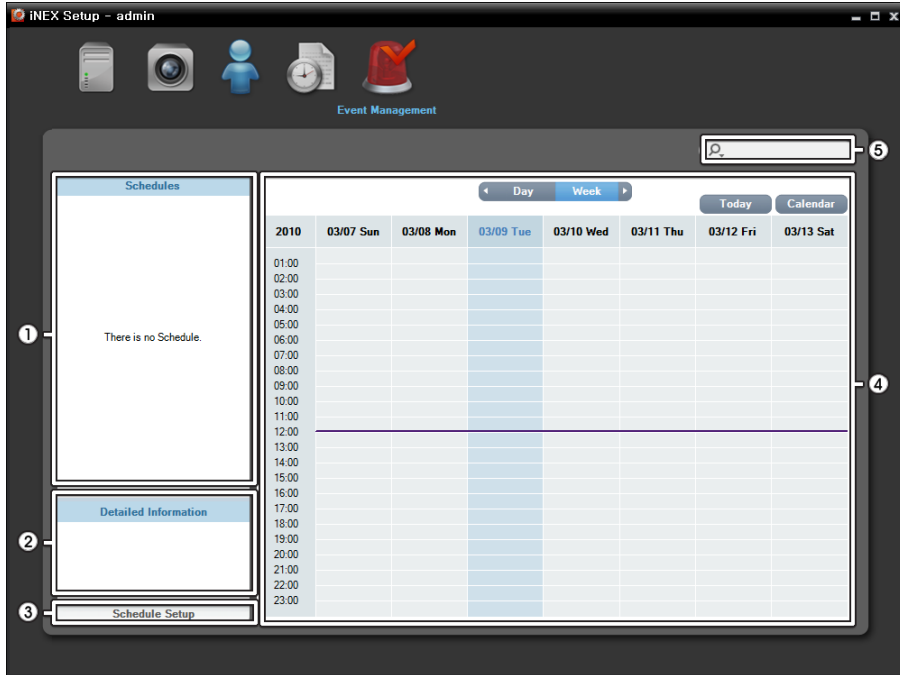 iNEX Setup - admin
Event Management
⑤
Schedules
Day Week
Today Calendar
2010 03/07 Sun 03/08 Mon 03/09 Tue 03/10 Wed 03/11 Thu 03/12 Fri 03/13 Sat
01:00
02:00
03:00
04:00
05:00
① There is no Schedule.
06:00
07:00
08:00
09:00
④
10:00
11:00
12:00
13:00
14:00
15:00
16:00
Detailed Information
17:00
18:00
②
19:00
20:00
21:00
22:00
23:00
③ Schedule Setup